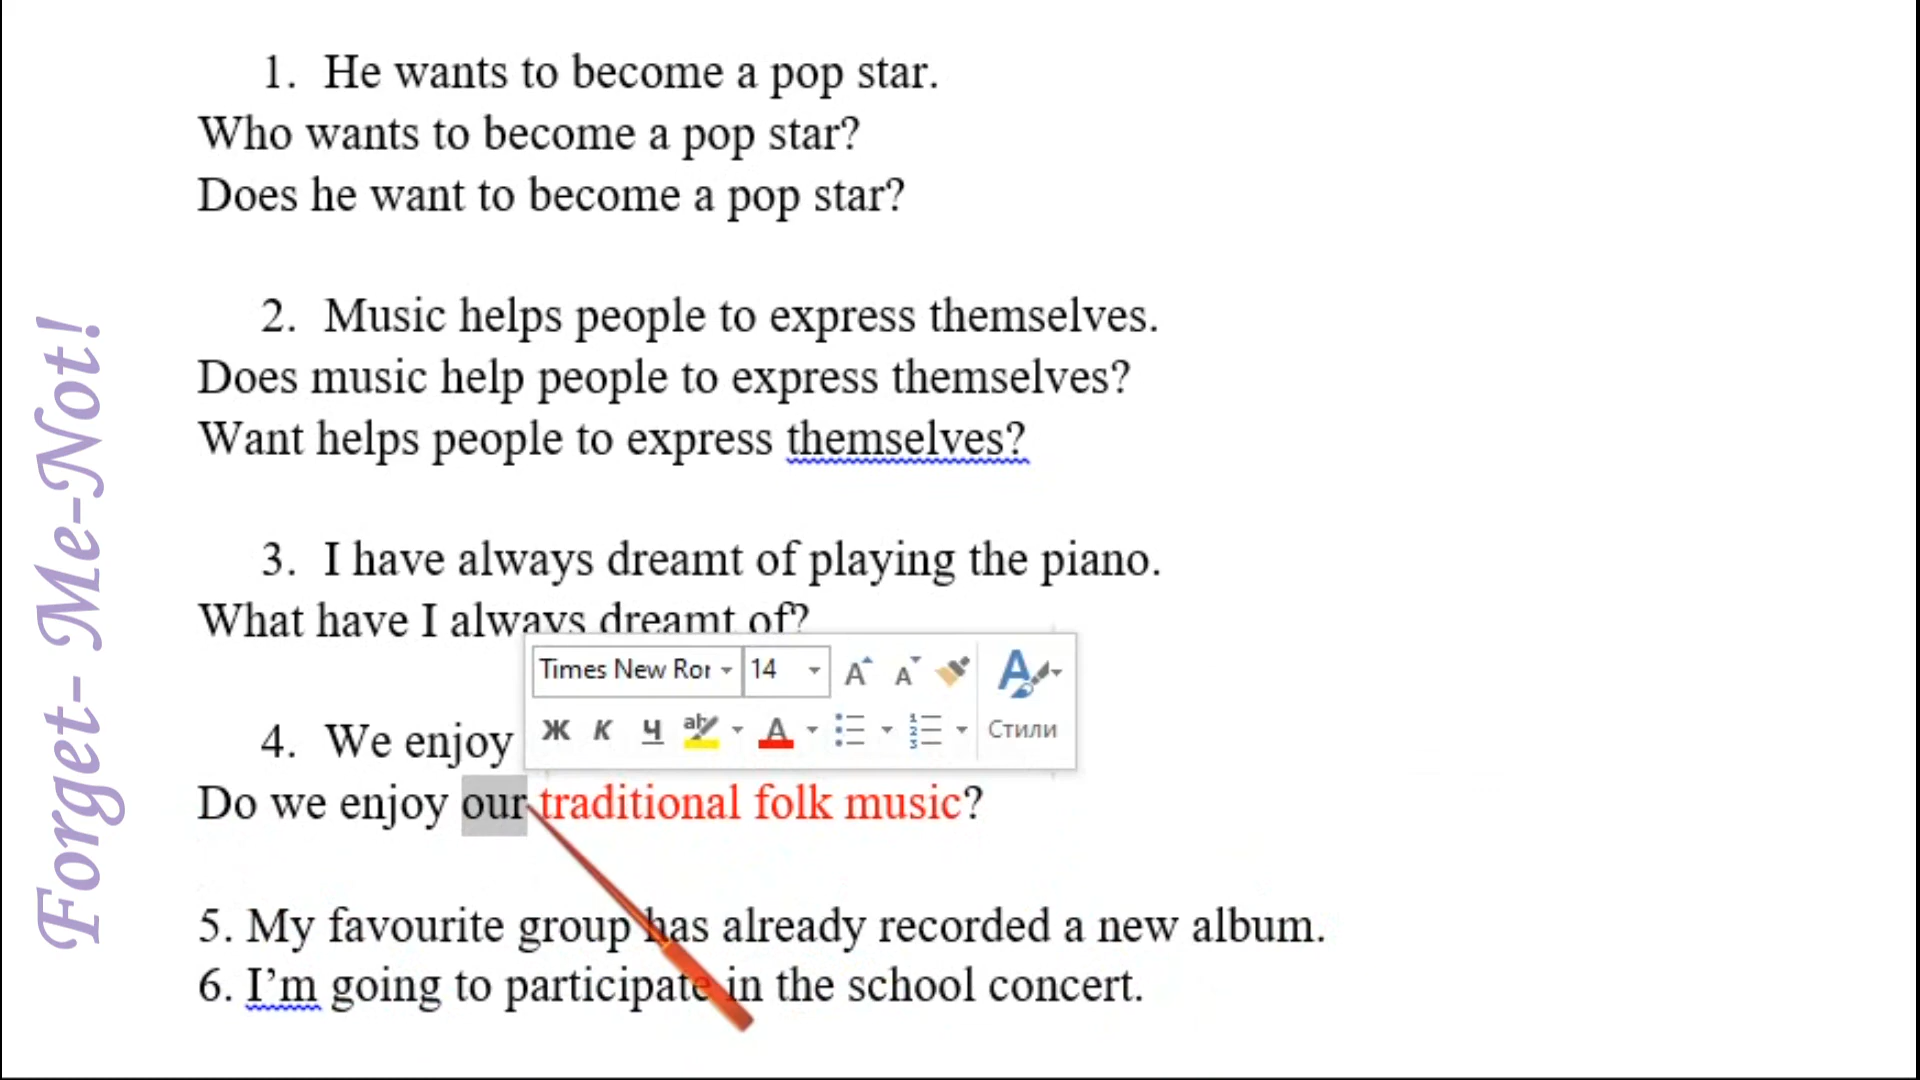 1. He wants to become a pop star.
Who wants to become a pop star?
Does he want to become a pop star?
2. Music helps people to express themselves.
Does music help people to express themselves?
Want helps people to express themselves?
3. I have always dreamt of playing the piano.
What have I always dreamt of?
Times New Ror 14
4. We enjoy
Ж К Ч Стили
Do we enjoy our traditional folk music?
5. My favourite group has already recorded a new album.
6. I’m going to participate in the school concert.
Forget- Me-Not!